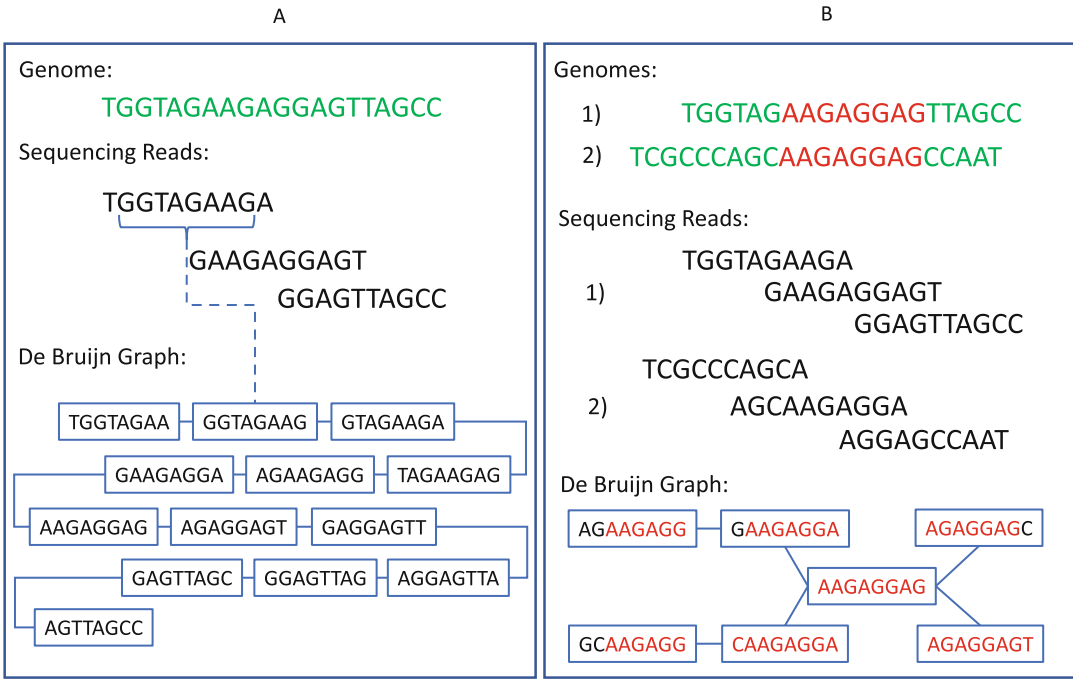 A
Genome:
TGGTAGAAGAGGAGTTAGCC
Sequencing Reads:
TGGTAGAAGA
GAAGAGGAGT
GGAGTTAGCC
De Bruijn Graph:
TGGTAGAA GGTAGAAG GTAGAAGA
GAAGAGGA AGAAGAGG TAGAAGAG
AAGAGGAG AGAGGAGT GAGGAGTT
GAGTTAGC GGAGTTAG AGGAGTTA
AGTTAGCC
B
Genomes:
1) TGGTAGAAGAGGAGTTAGCC
2) TCGCCCAGCAAGAGGAGCCAAT
Sequencing Reads:
TGGTAGAAGA
1) GAAGAGGAGT
GGAGTTAGCC
TCGCCCAGCA
2) AGCAAGAGGA
AGGAGCCAAT
De Bruijn Graph:
AGAAGAGG GAAGAGGA AGAGGAGC
AAGAGGAG
GCAAGAGG CAAGAGGA AGAGGAGT